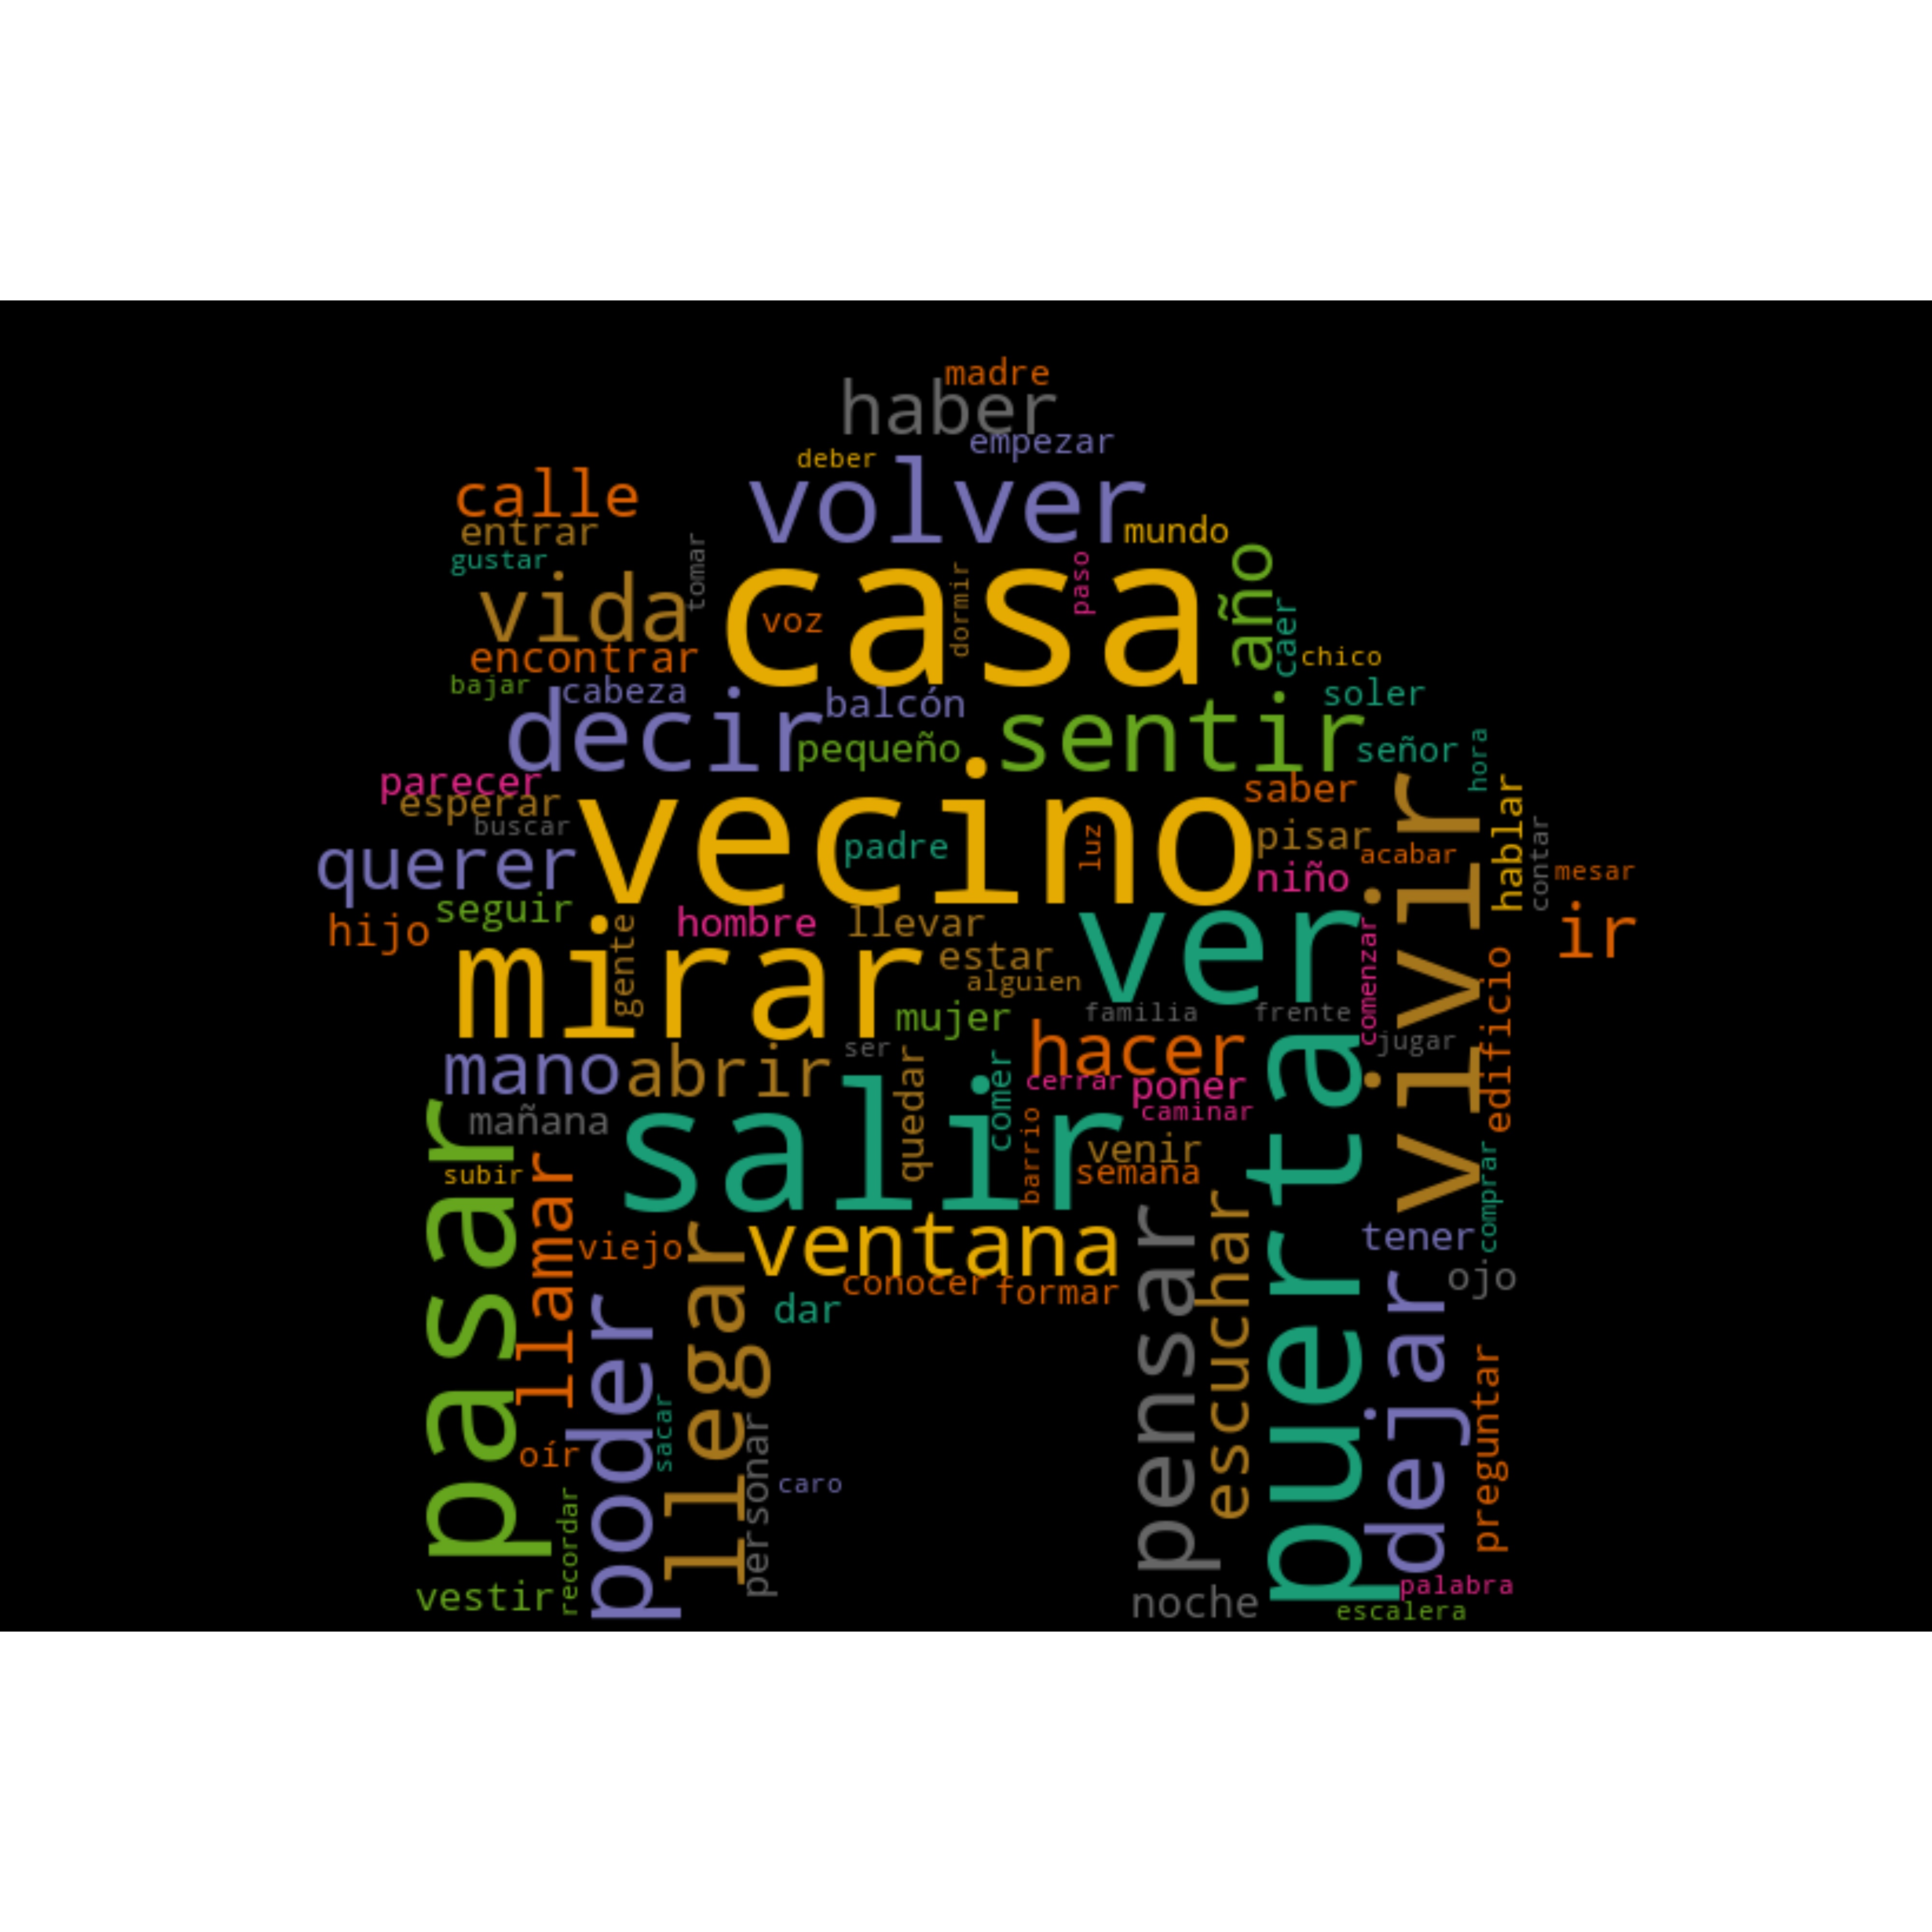 madre
haber
empezar
deber
calle
volver
entrar
mundo
gustar
tomar
casa
paso
año
vida
voz
dormir
caer
encontrar
chico
bajar
cabeza
balcón
soler
decir
pequeño
sentir
señor
hora
parecer
esperar
saber
buscar
vecino
padre
luz
pisar
vivir
hablar
contar
acabar
mesar
querer
niño
seguir
hijo
hombre
llevar
ver
ir
mirar
gente
estar
alguien
comenzar
edificio
mujer
familia
frente
jugar
mano
abrir
ser
quedar
comer
hacer
cerrar
poner
caminar
puerta
pasar
mañana
salir
barrio
venir
semana
subir
llamar
comprar
viejo
llegar
ventana
pensar
escuchar
tener
ojo
conocer
formar
dar
poder
dejar
preguntar
oír
sacar
personar
caro
recordar
vestir
noche
palabra
escalera